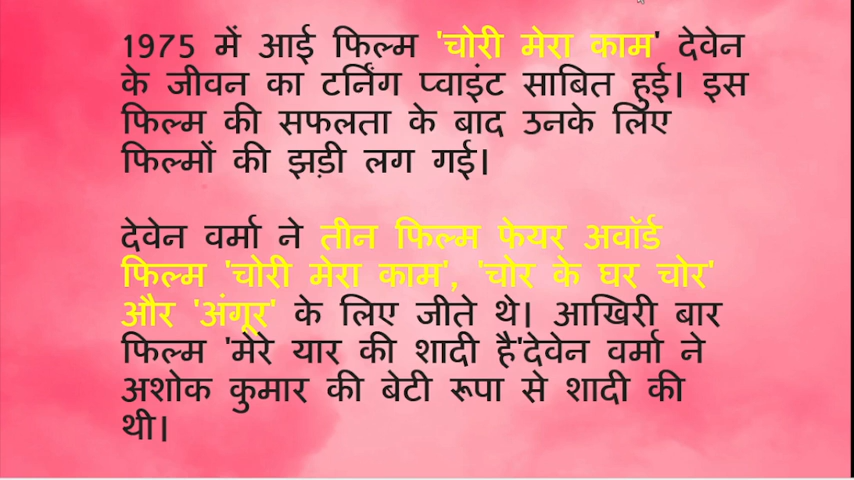 1975 में आई फिल्म 'चोरी मेरा काम' देवेन
के जीवन का टर्निंग प्वाइंट साबित हुई। इस
फिल्म की सफलता के बाद उनके लिए
फिल्मों की झड़ी लग गई।
देवेन वर्मा ने तीन फिल्म फेयर अवॉर्ड
फिल्म 'चोरी मेरा काम', 'चोर के घर चोर'
और 'अंगूर' के लिए जीते थे। आखिरी बार
फिल्म 'मेरे यार की शादी है'देवेन वर्मा ने
अशोक कुमार की बेटी रूपा से शादी की
थी।